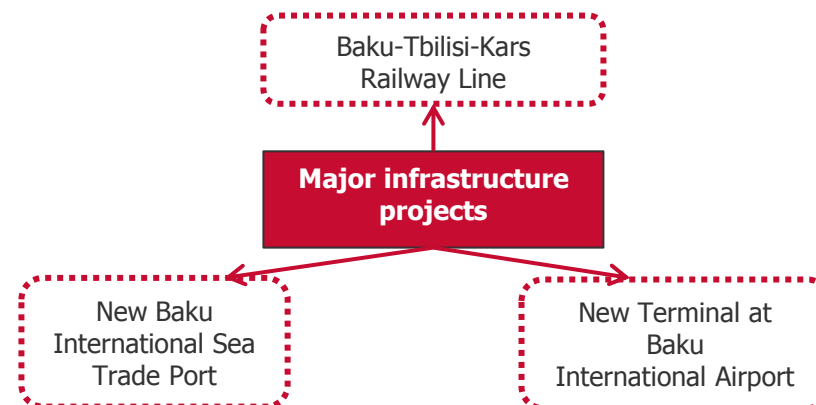 Baku-Tbilisi-Kars
Railway Line
Major infrastructure
projects
New Baku
International Sea
Trade Port
New Terminal at
Baku
International Airport